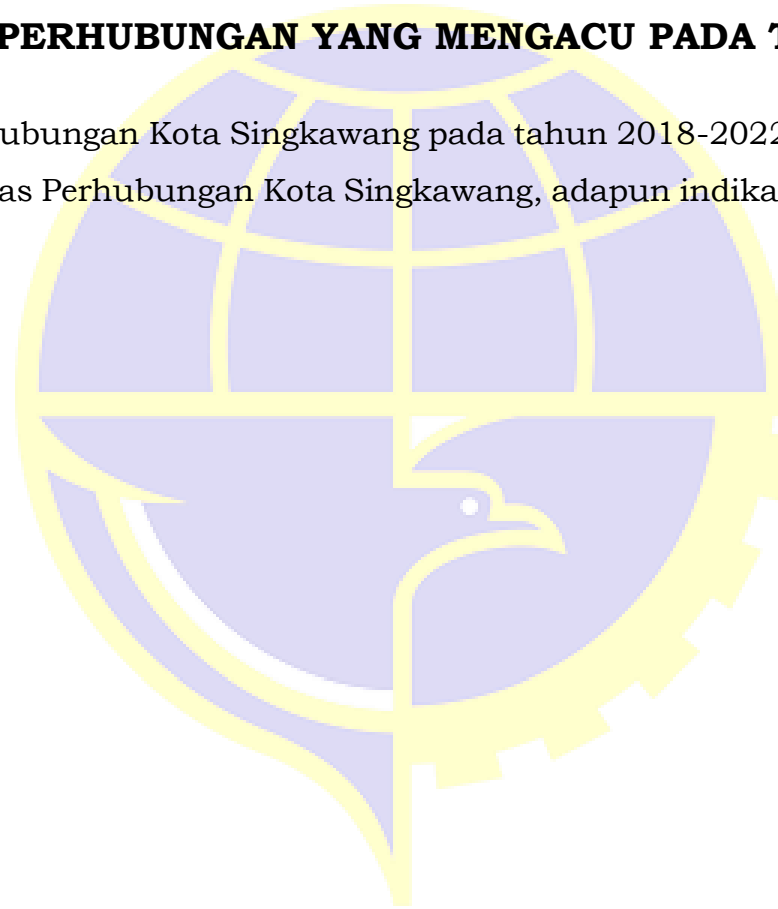 PERHUBUNGAN YANG MENGACU PADA
ubungan Kota Singkawang pada tahun 2018-2022
as Perhubungan Kota Singkawang, adapun indika